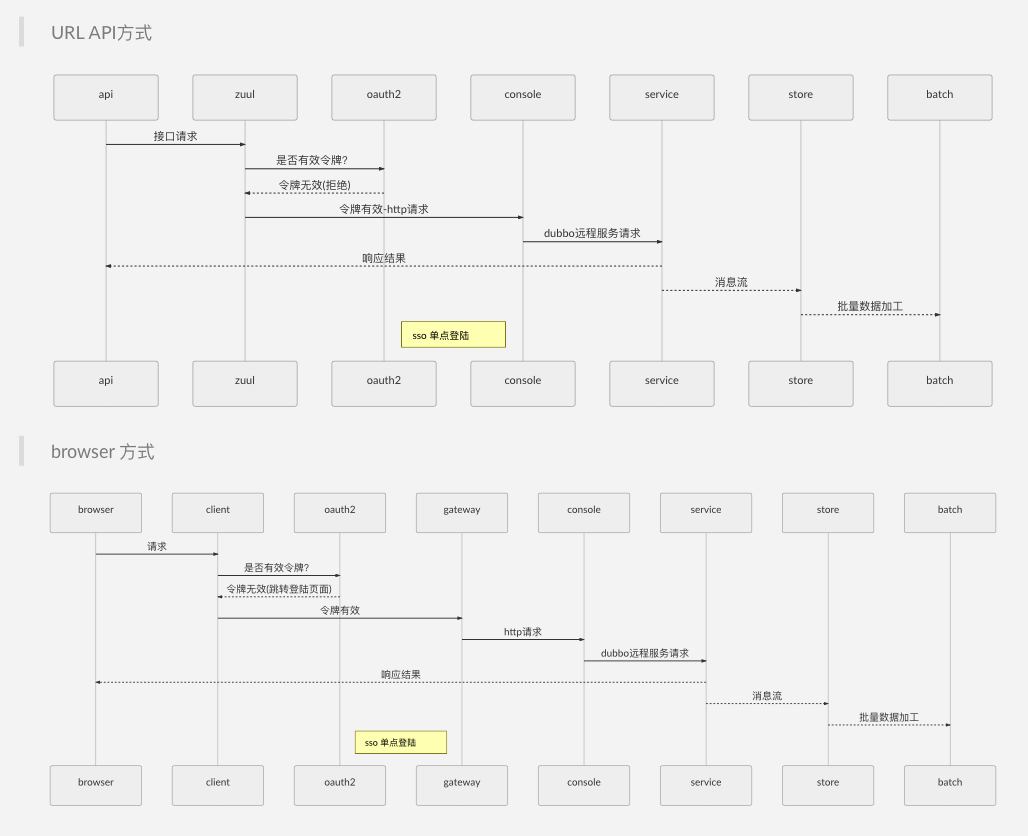 URL API方式
api zuul oauth2 console service store batch
接口请求
是否有效令牌?
令牌无效(拒绝)
令牌有效-http请求
dubbo远程服务请求
响应结果
消息流
批量数据加工
sso 单点登陆
api zuul oauth2 console service store batch
browser 方式
browser client oauth2 gateway console service store batch
请求
是否有效令牌?
令牌无效(跳转登陆页面)
令牌有效
http请求
dubbo远程服务请求
响应结果
消息流
批量数据加工
sso 单点登陆
browser client oauth2 gateway console service store batch